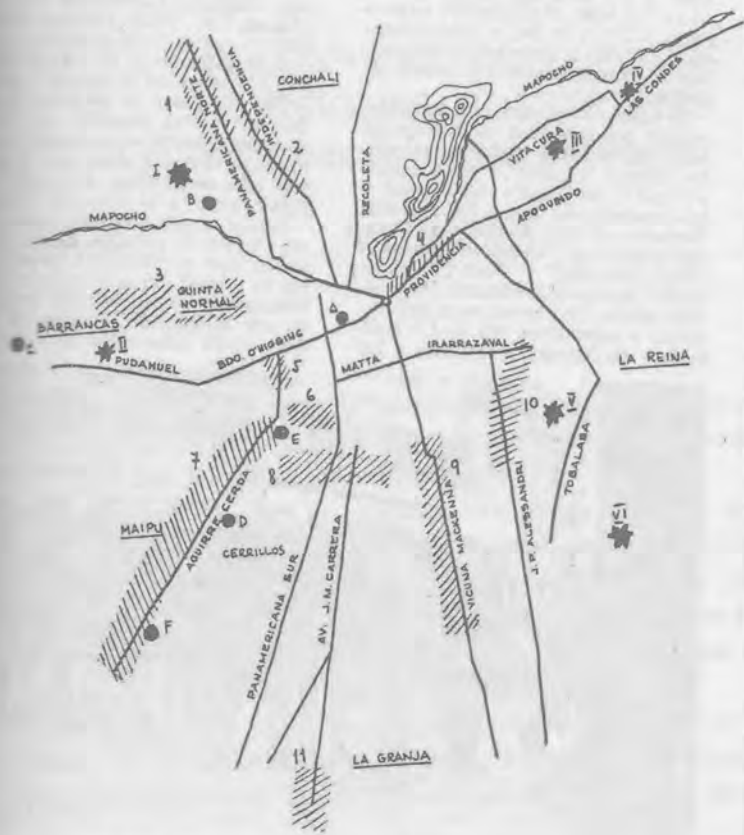 CONCHALI
1
PANAMERICANA NORTE
INDEPENDENCIA
2
RECOLETA
MAPOCHO
IV
LAS CONDES
VITACURA
III
APOQUINDO
4
PROVIDENCIA
I
B
MAPOCHO
3
QUINTA
NORMAL
A
BARRANCAS
II
PUDAHUEL
BDO. O'HIGGINS
MATTA
IRARRAZAVAL
LA REINA
5
6
10
V
E
7
8
9
TOBALABA
MAIPU
AGUIRRE CERDA
D
CERRILLOS
VI
F
PANAMERICANA SUR
AV. J.M. CARRERA
VICUNA MACKENNA
J.P. ALESSANDRI
11
LA GRANJA